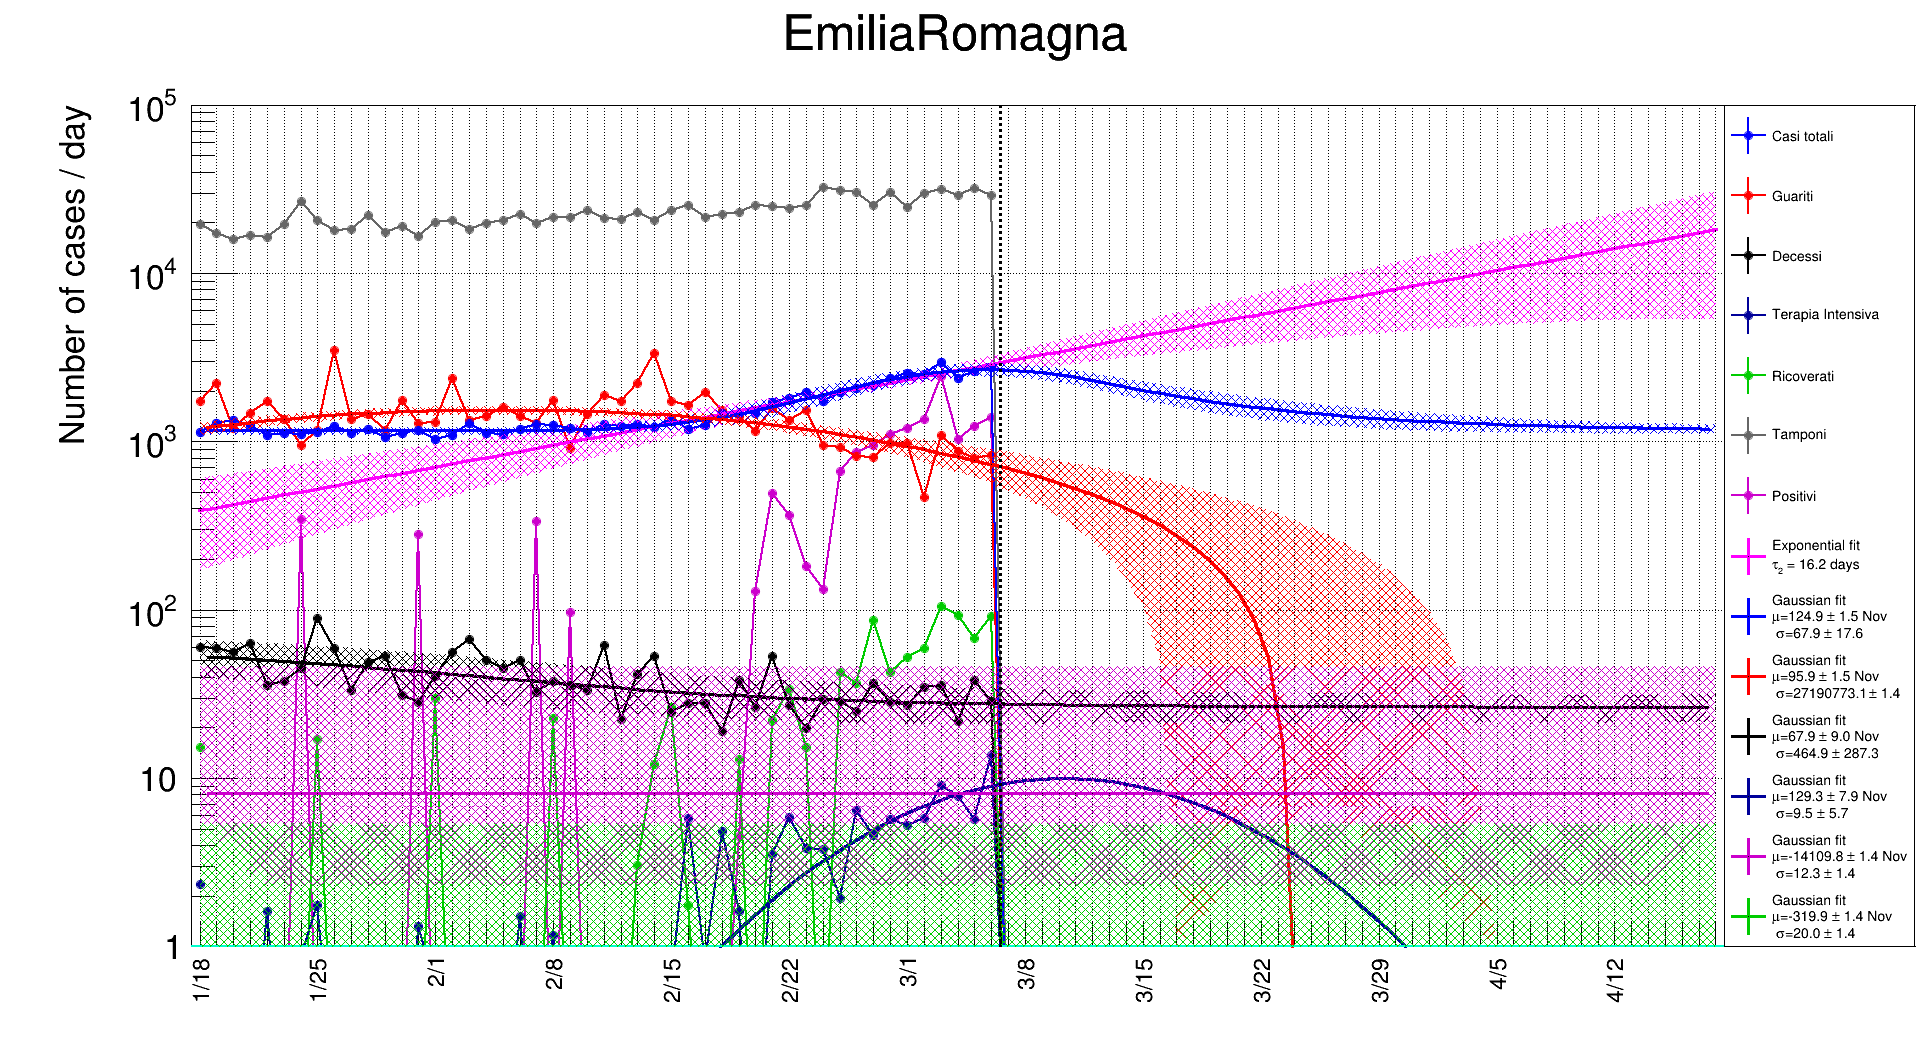 EmiliaRomagna
Number of cases / day
10^5
10^4
10^3
10^2
10
1
1/18
1/25
2/1
2/8
2/15
2/22
3/1
3/8
3/15
3/22
3/29
4/5
4/12
Casi totali
Guariti
Decessi
Terapia Intensiva
Ricoverati
Tamponi
Positivi
Exponential fit
τ₂ = 16.2 days
Gaussian fit
μ=124.9 ± 1.5 Nov
σ=67.9 ± 17.6
Gaussian fit
μ=95.9 ± 1.5 Nov
σ=27190773.1 ± 1.4
Gaussian fit
μ=67.9 ± 9.0 Nov
σ=464.9 ± 287.3
Gaussian fit
μ=129.3 ± 7.9 Nov
σ=9.5 ± 5.7
Gaussian fit
μ=-14109.8 ± 1.4 Nov
σ=12.3 ± 1.4
Gaussian fit
μ=-319.9 ± 1.4 Nov
σ=20.0 ± 1.4